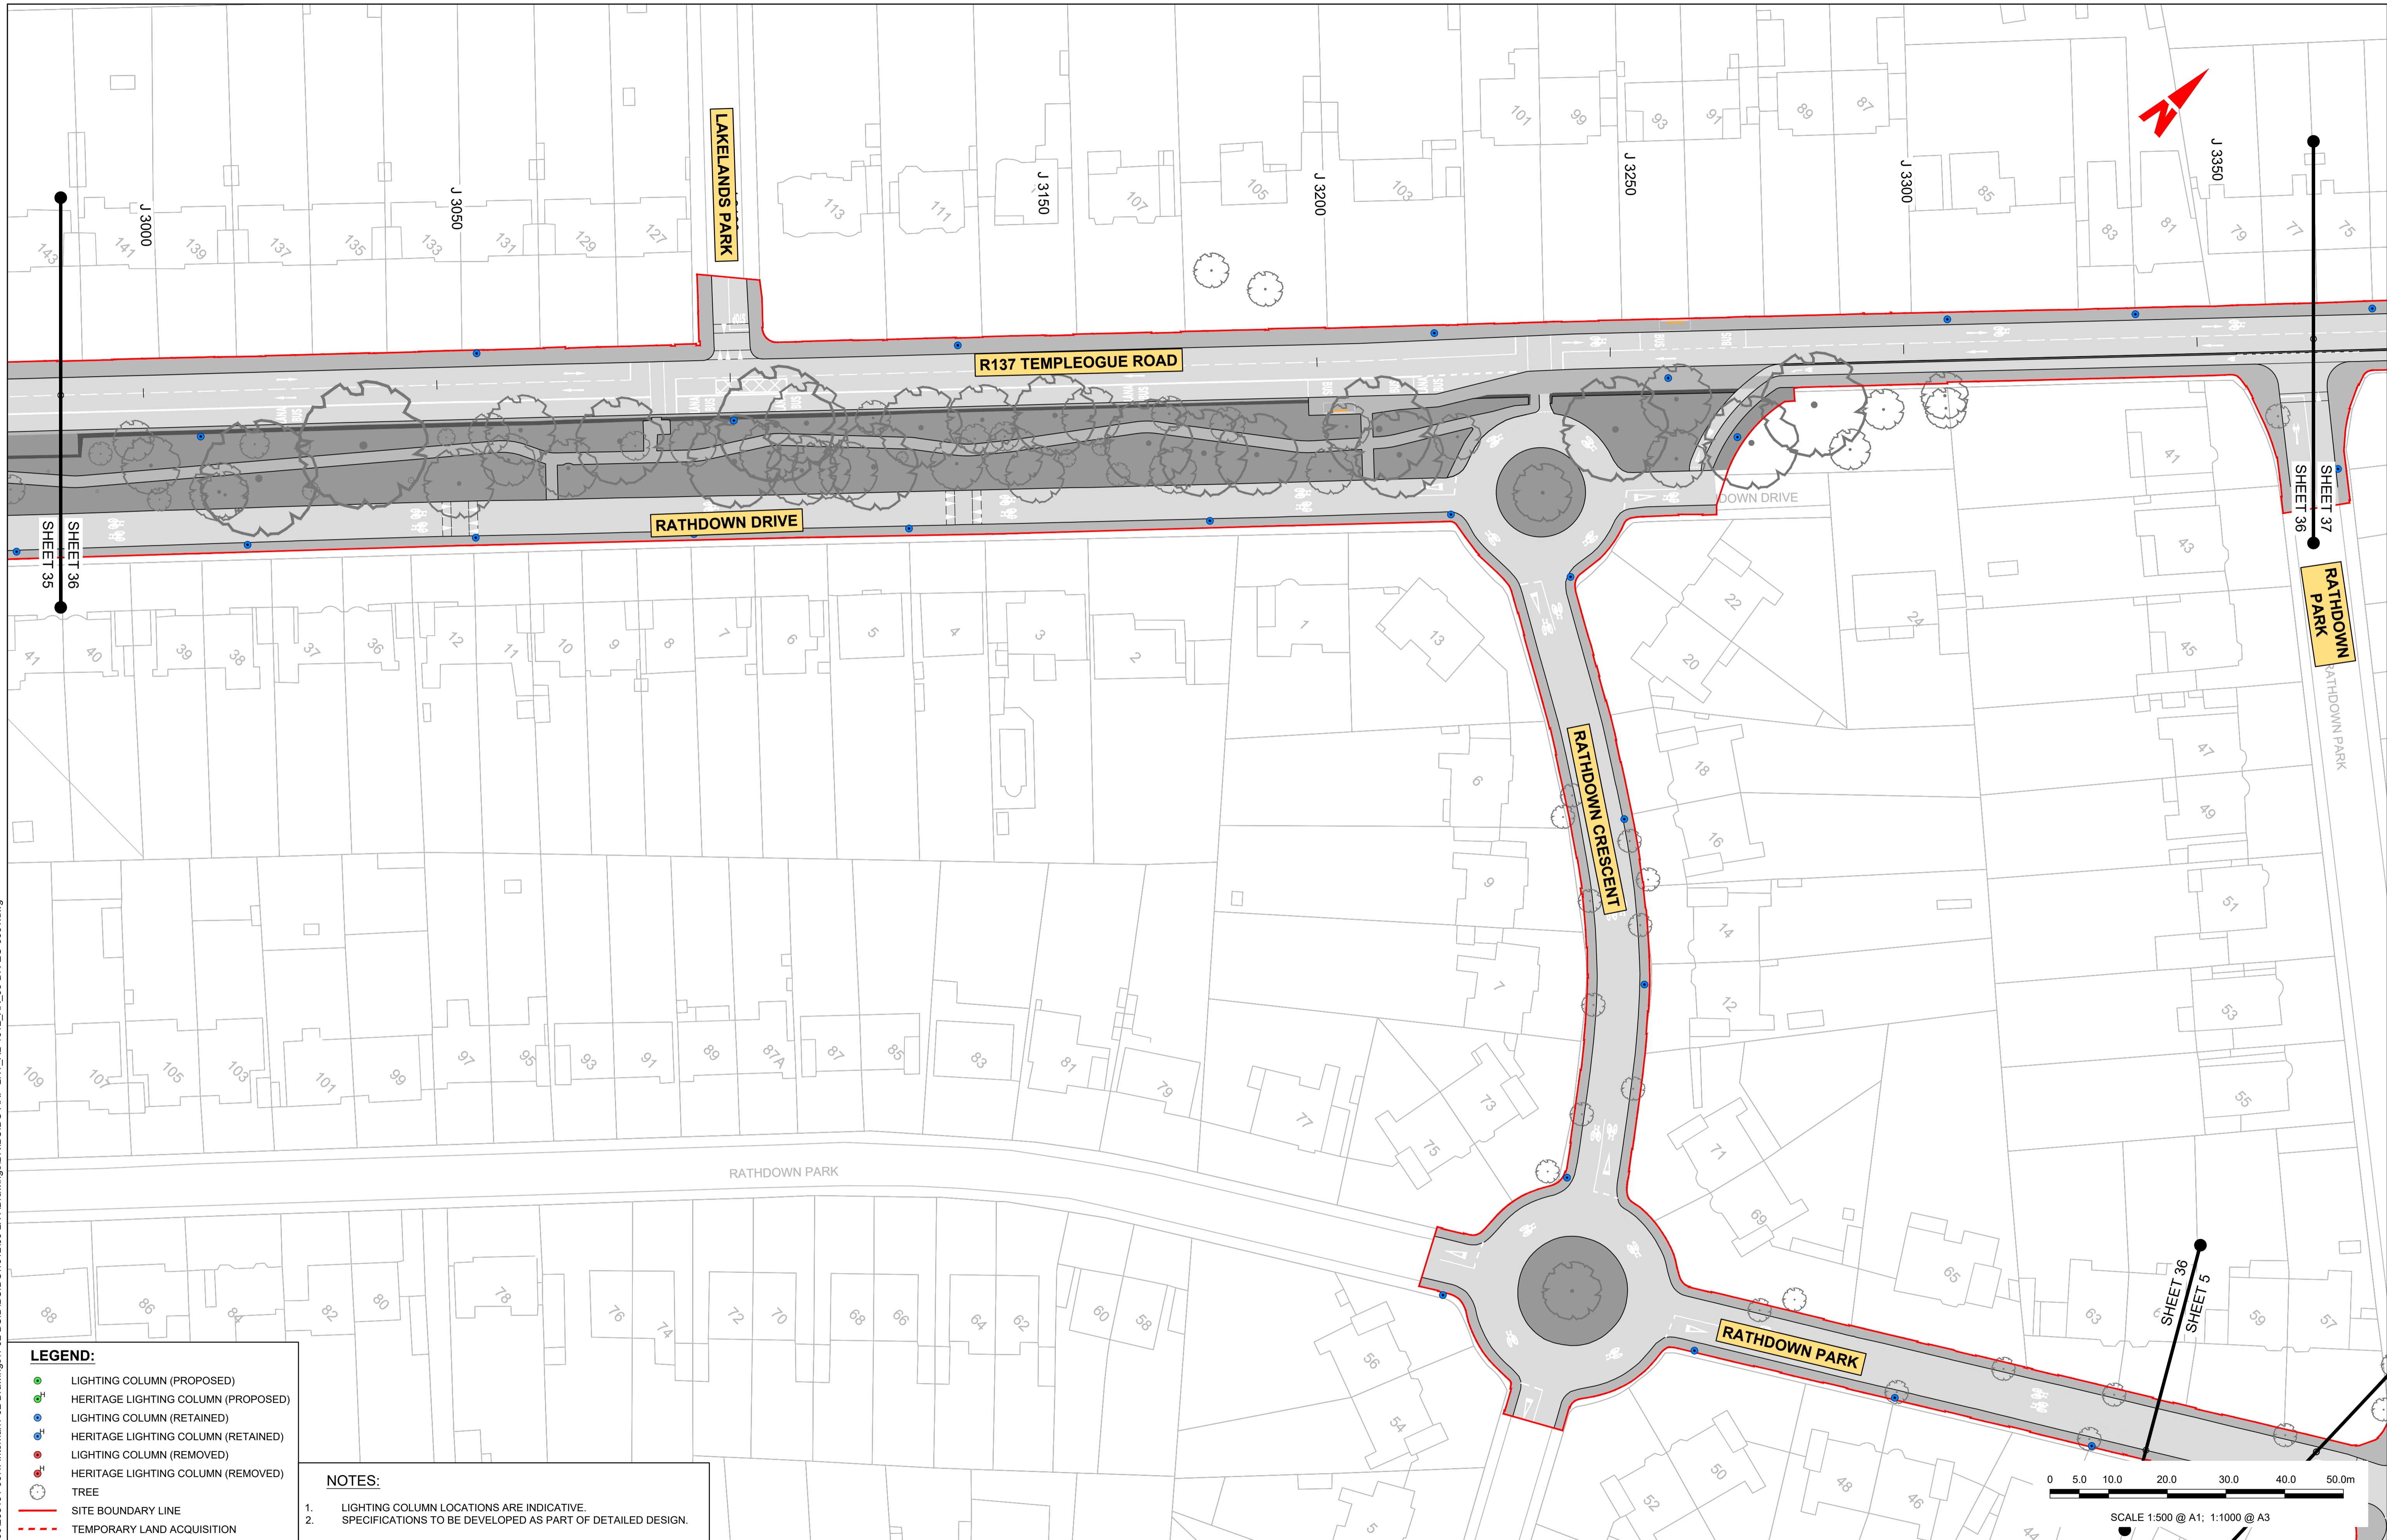 LAKELANDS PARK
J 3000
J 3050
J 3150
J 3200
J 3250
J 3300
J 3350
N
143
141
139
137
135
133
131
129
127
113
111
107
105
103
101
99
93
91
89
87
85
83
81
79
77
75
R137 TEMPLEOGUE ROAD
STOP
BUS
BUS
BUS
BUS
BUS
BUS
BUS
RATHDOWN DRIVE
DOWN DRIVE
SHEET 36
SHEET 35
SHEET 37
SHEET 36
RATHDOWN
PARK
RATHDOWN PARK
41
40
39
38
37
36
12
11
10
9
8
7
6
5
4
3
2
1
13
22
20
24
41
43
45
47
49
51
53
55
RATHDOWN CRESCENT
6
9
7
18
16
14
12
109
107
105
103
101
99
97
95
93
91
89
87A
87
85
83
81
79
77
75
73
71
69
65
63
59
57
RATHDOWN PARK
88
86
84
82
80
78
76
74
72
70
68
66
64
62
60
58
56
54
52
50
48
46
44
5
RATHDOWN PARK
SHEET 36
SHEET 5
LEGEND:
LIGHTING COLUMN (PROPOSED)
H HERITAGE LIGHTING COLUMN (PROPOSED)
LIGHTING COLUMN (RETAINED)
H HERITAGE LIGHTING COLUMN (RETAINED)
LIGHTING COLUMN (REMOVED)
H HERITAGE LIGHTING COLUMN (REMOVED)
TREE
SITE BOUNDARY LINE
TEMPORARY LAND ACQUISITION
NOTES:
1. LIGHTING COLUMN LOCATIONS ARE INDICATIVE.
2. SPECIFICATIONS TO BE DEVELOPED AS PART OF DETAILED DESIGN.
0 5.0 10.0 20.0 30.0 40.0 50.0m
SCALE 1:500 @ A1; 1:1000 @ A3